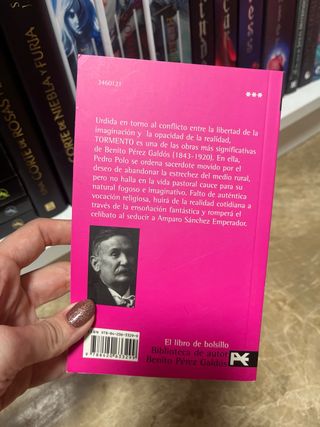 3460121
***
Urdida en torno al conflicto entre la libertad de la
imaginación y la opacidad de la realidad,
TORMENTO es una de las obras más significativas
de Benito Pérez Galdós (1843-1920). En ella,
Pedro Polo se ordena sacerdote movido por el
deseo de abandonar la estrechez del medio rural,
pero no halla en la vida pastoral cauce para su
natural fogoso e imaginativo. Falto de auténtica
vocación religiosa, huirá de la realidad cotidiana a
través de la ensoñación fantástica y romperá el
celibato al seducir a Amparo Sánchez Emperador.
El libro de bolsillo
Biblioteca de autor
Benito Pérez Galdós
CORTE DE NIEBLA Y FURIA